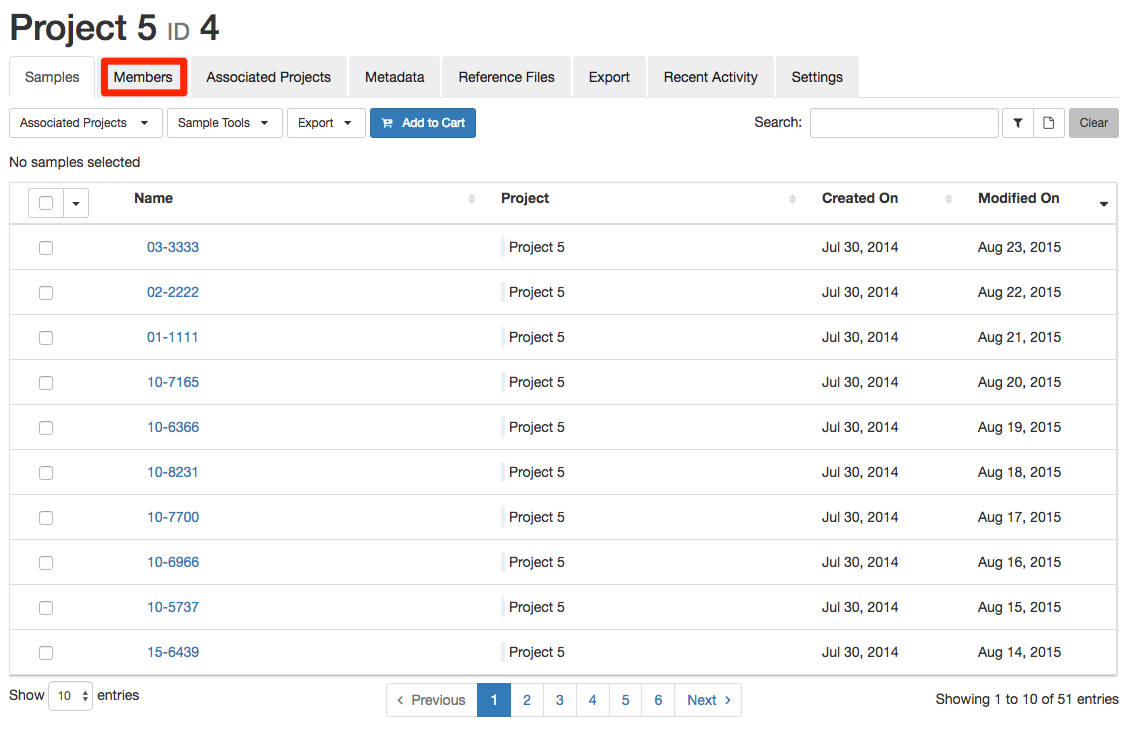 Project 5 ID 4
Samples Members Associated Projects Metadata Reference Files Export Recent Activity Settings
Associated Projects Sample Tools Export Add to Cart Search: Clear
No samples selected
Name Project Created On Modified On
03-3333 Project 5 Jul 30, 2014 Aug 23, 2015
02-2222 Project 5 Jul 30, 2014 Aug 22, 2015
01-1111 Project 5 Jul 30, 2014 Aug 21, 2015
10-7165 Project 5 Jul 30, 2014 Aug 20, 2015
10-6366 Project 5 Jul 30, 2014 Aug 19, 2015
10-8231 Project 5 Jul 30, 2014 Aug 18, 2015
10-7700 Project 5 Jul 30, 2014 Aug 17, 2015
10-6966 Project 5 Jul 30, 2014 Aug 16, 2015
10-5737 Project 5 Jul 30, 2014 Aug 15, 2015
15-6439 Project 5 Jul 30, 2014 Aug 14, 2015
Show 10 entries ‹ Previous 1 2 3 4 5 6 Next › Showing 1 to 10 of 51 entries